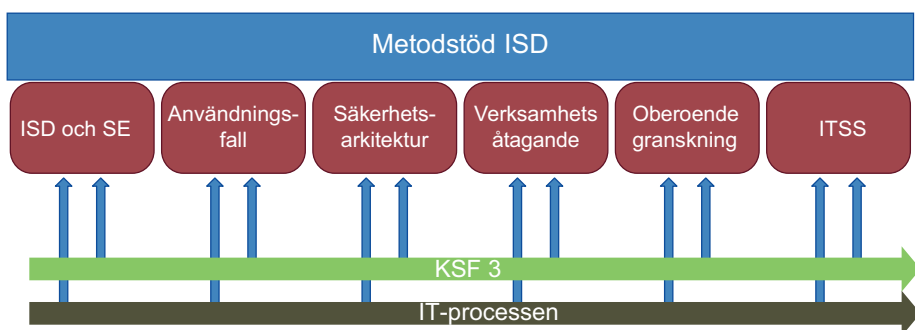 Metodstöd ISD
ISD och SE
Användnings-
fall
Säkerhets-
arkitektur
Verksamhets
åtagande
Oberoende
granskning
ITSS
KSF 3
IT-processen